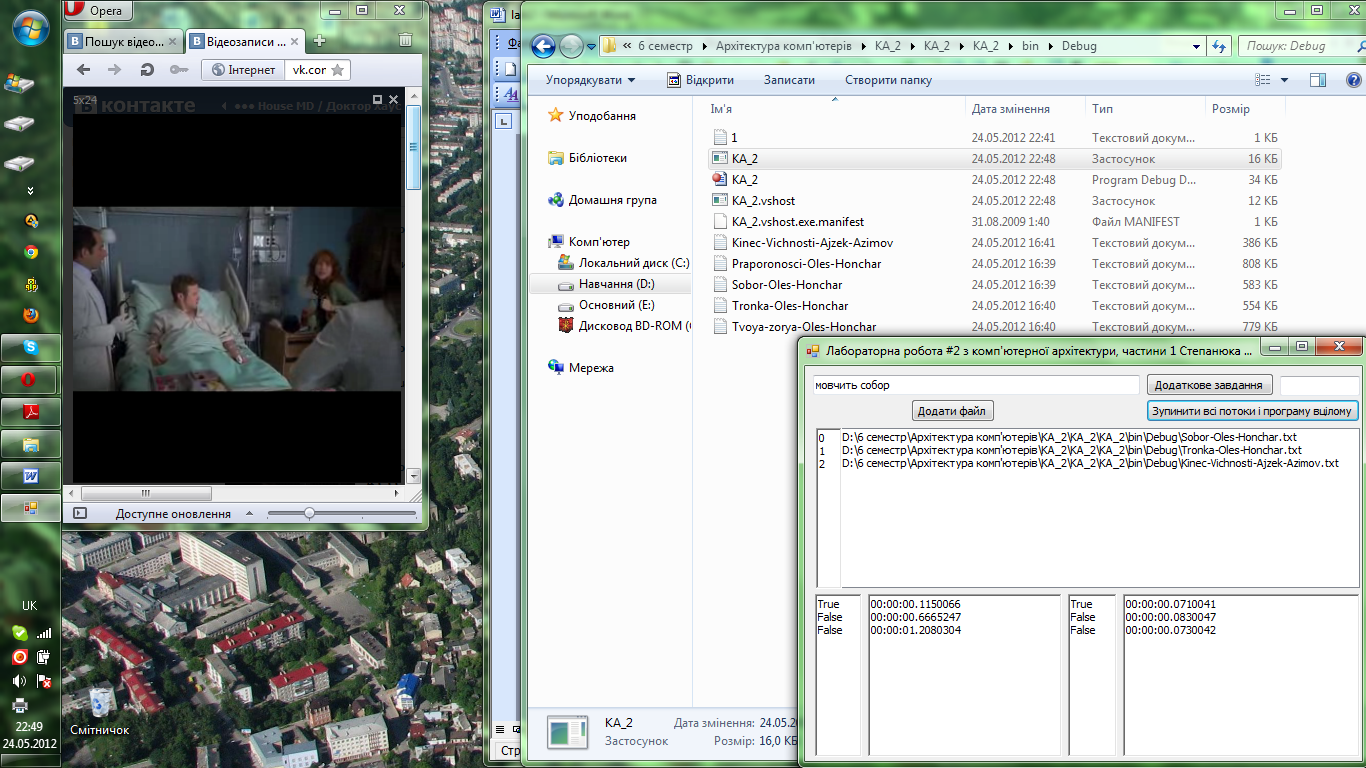 Opera
Пошук відео...
Відеозаписи ...
Інтернет
vk.com
5x24
контакте
••• House MD / Доктор Хаус
Доступне оновлення
UK
22:49
24.05.2012
Смітничок
la
Фа
Стр
« 6 семестр
Архітектура комп'ютерів
KA_2
KA_2
KA_2
bin
Debug
Пошук: Debug
Упорядкувати
Відкрити
Записати
Створити папку
Уподобання
Бібліотеки
Домашня група
Комп'ютер
Локальний диск (C:)
Навчання (D:)
Основний (E:)
Дисковод BD-ROM (
Мережа
Ім'я Дата змінення Тип Розмір
1 24.05.2012 22:41 Текстовий докум... 1 КБ
KA_2 24.05.2012 22:48 Застосунок 16 КБ
KA_2 24.05.2012 22:48 Program Debug D... 34 КБ
KA_2.vshost 24.05.2012 22:48 Застосунок 12 КБ
KA_2.vshost.exe.manifest 31.08.2009 1:40 Файл MANIFEST 1 КБ
Kinec-Vichnosti-Ajzek-Azimov 24.05.2012 16:41 Текстовий докум... 386 КБ
Praporonosci-Oles-Honchar 24.05.2012 16:39 Текстовий докум... 808 КБ
Sobor-Oles-Honchar 24.05.2012 16:39 Текстовий докум... 583 КБ
Tronka-Oles-Honchar 24.05.2012 16:40 Текстовий докум... 554 КБ
Tvoya-zorya-Oles-Honchar 24.05.2012 16:40 Текстовий докум... 779 КБ
KA_2 Дата змінення: 24.05.20
Застосунок Розмір: 16,0 КБ
Лабораторна робота #2 з комп'ютерної архітектури, частини 1 Степанюка ...
мовчить собор
Додаткове завдання
Додати файл
Зупинити всі потоки і програму вцілому
0 D:\6 семестр\Архітектура комп'ютерів\KA_2\KA_2\KA_2\bin\Debug\Sobor-Oles-Honchar.txt
1 D:\6 семестр\Архітектура комп'ютерів\KA_2\KA_2\KA_2\bin\Debug\Tronka-Oles-Honchar.txt
2 D:\6 семестр\Архітектура комп'ютерів\KA_2\KA_2\KA_2\bin\Debug\Kinec-Vichnosti-Ajzek-Azimov.txt
True 00:00:00.1150066 True 00:00:00.0710041
False 00:00:00.6665247 False 00:00:00.0830047
False 00:00:01.2080304 False 00:00:00.0730042